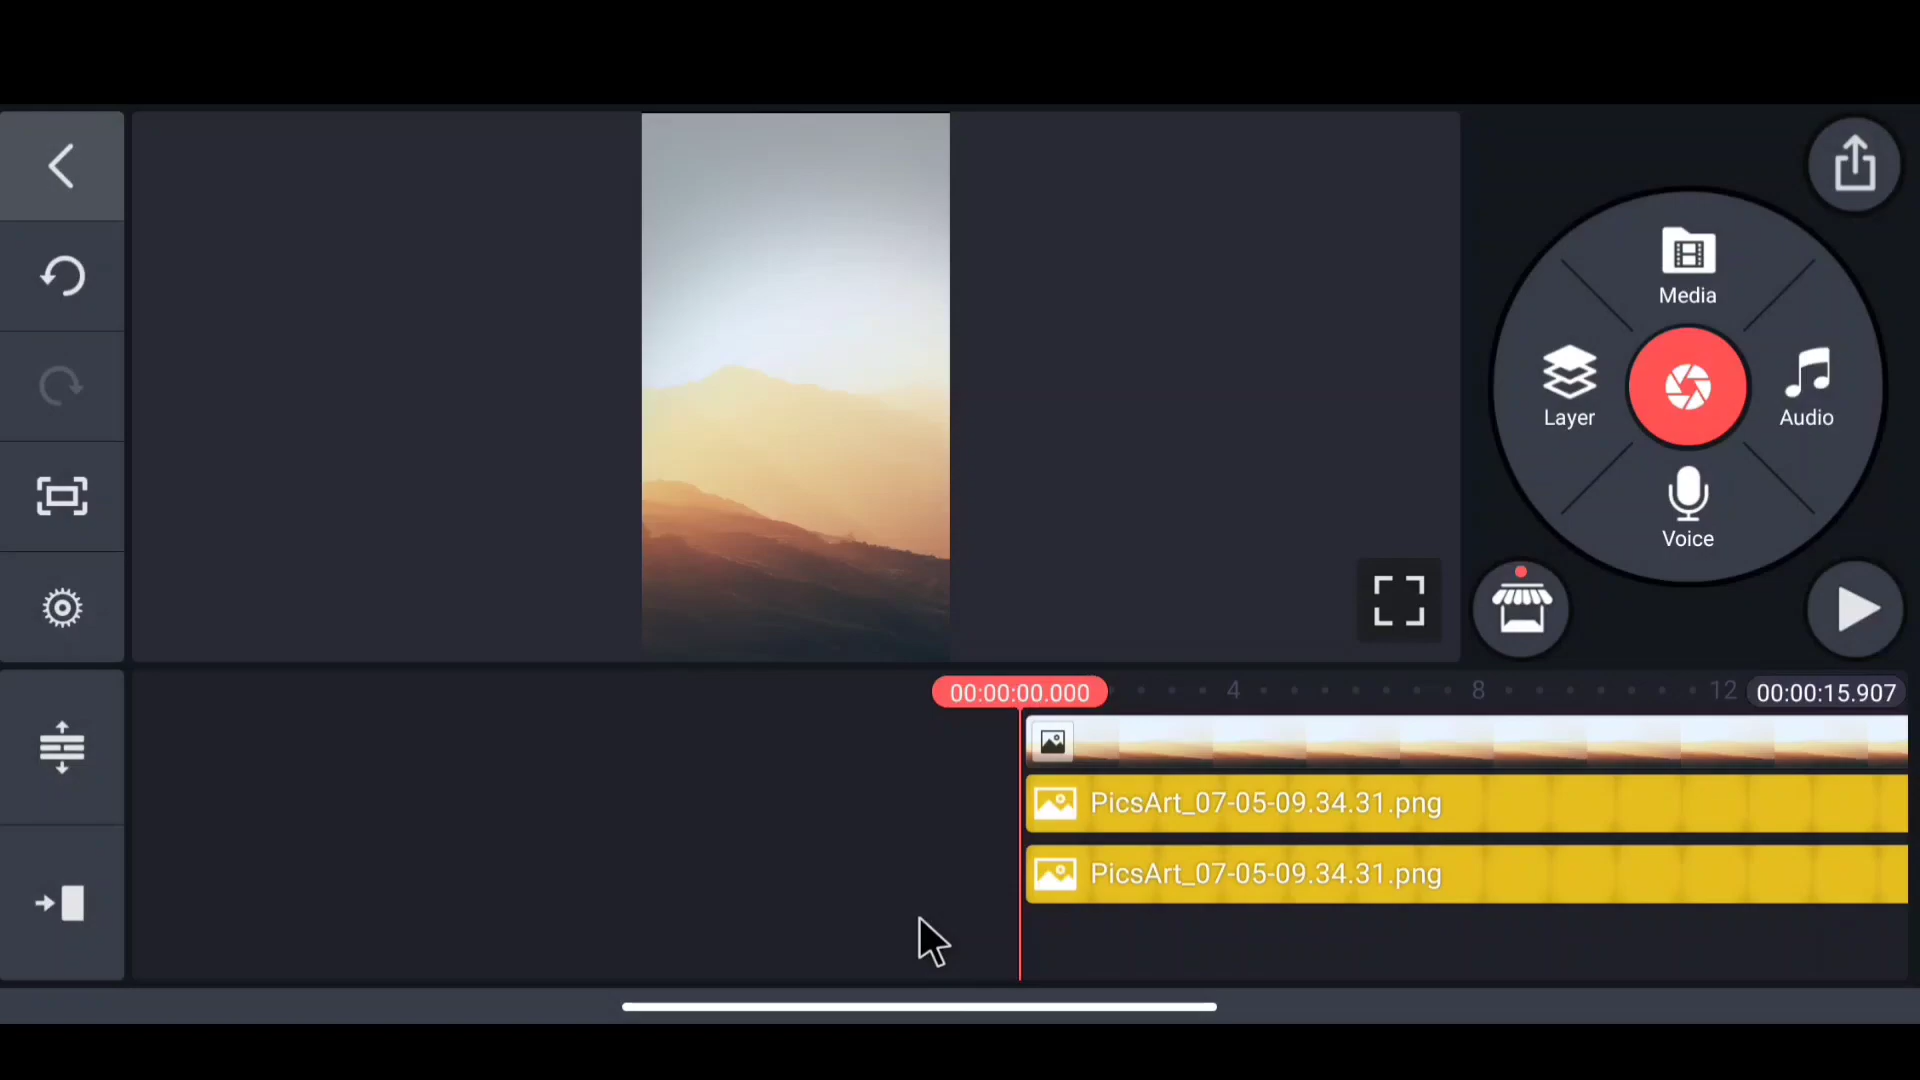 Media
Layer
Audio
Voice
00:00:00.000
4
8
12
00:00:15.907
PicsArt_07-05-09.34.31.png
PicsArt_07-05-09.34.31.png